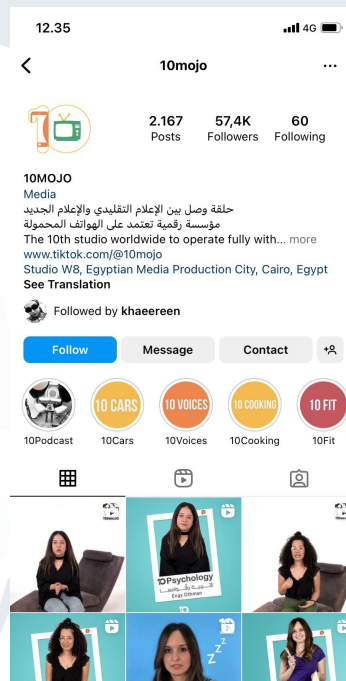 12.35
4G
10mojo
2.167 57,4K 60
Posts Followers Following
10MOJO
Media
حلقة وصل بين الإعلام التقليدي والإعلام الجديد
مؤسسة رقمية تعتمد على الهواتف المحمولة
The 10th studio worldwide to operate fully with... more
www.tiktok.com/@10mojo
Studio W8, Egyptian Media Production City, Cairo, Egypt
See Translation
Followed by khaeereen
Follow Message Contact
10 CARS 10 VOICES 10 COOKING 10 FIT
10Podcast 10Cars 10Voices 10Cooking 10Fit
10Psychology
Engy Othman
zzz